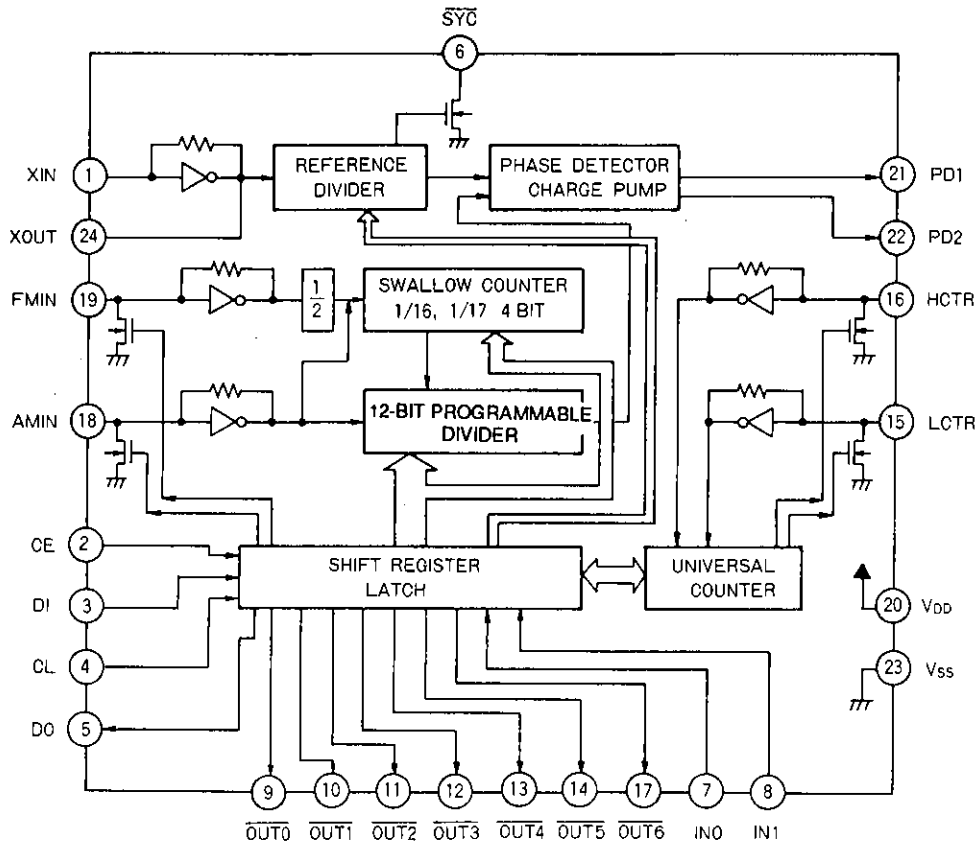 SYC
6
XIN 1
REFERENCE
DIVIDER
PHASE DETECTOR
CHARGE PUMP
21 PD1
XOUT 24
22 PD2
FMIN 19
1
2
SWALLOW COUNTER
1/16, 1/17 4 BIT
16 HCTR
AMIN 18
12-BIT PROGRAMMABLE
DIVIDER
15 LCTR
CE 2
SHIFT REGISTER
LATCH
UNIVERSAL
COUNTER
DI 3
20 VDD
CL 4
23 VSS
DO 5
9 10 11 12 13 14 17 7 8
OUT0 OUT1 OUT2 OUT3 OUT4 OUT5 OUT6 IN0 IN1